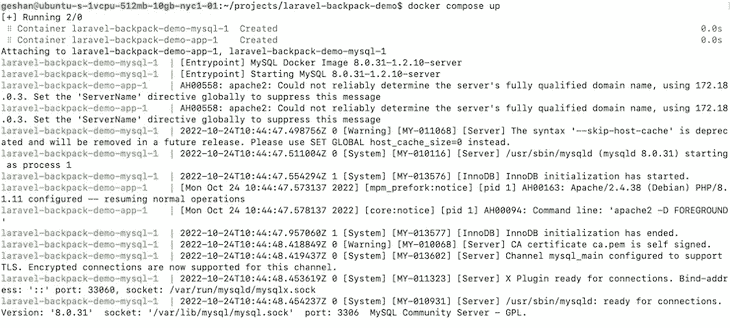 geshan@ubuntu-s-1vcpu-512mb-10gb-nyc1-01:~/projects/laravel-backpack-demo$ docker compose up
[+] Running 2/0
⠿ Container laravel-backpack-demo-mysql-1  Created 0.0s
⠿ Container laravel-backpack-demo-app-1  Created 0.0s
Attaching to laravel-backpack-demo-app-1, laravel-backpack-demo-mysql-1
laravel-backpack-demo-mysql-1  | [Entrypoint] MySQL Docker Image 8.0.31-1.2.10-server
laravel-backpack-demo-mysql-1  | [Entrypoint] Starting MySQL 8.0.31-1.2.10-server
laravel-backpack-demo-app-1  | AH00558: apache2: Could not reliably determine the server's fully qualified domain name, using 172.18
.0.3. Set the 'ServerName' directive globally to suppress this message
laravel-backpack-demo-app-1  | AH00558: apache2: Could not reliably determine the server's fully qualified domain name, using 172.18
.0.3. Set the 'ServerName' directive globally to suppress this message
laravel-backpack-demo-mysql-1  | 2022-10-24T10:44:47.498756Z 0 [Warning] [MY-011068] [Server] The syntax '--skip-host-cache' is deprec
ated and will be removed in a future release. Please use SET GLOBAL host_cache_size=0 instead.
laravel-backpack-demo-mysql-1  | 2022-10-24T10:44:47.511004Z 0 [System] [MY-010116] [Server] /usr/sbin/mysqld (mysqld 8.0.31) starting
as process 1
laravel-backpack-demo-mysql-1  | 2022-10-24T10:44:47.554294Z 1 [System] [MY-013576] [InnoDB] InnoDB initialization has started.
laravel-backpack-demo-app-1  | [Mon Oct 24 10:44:47.573137 2022] [mpm_prefork:notice] [pid 1] AH00163: Apache/2.4.38 (Debian) PHP/8.
1.11 configured -- resuming normal operations
laravel-backpack-demo-app-1  | [Mon Oct 24 10:44:47.578137 2022] [core:notice] [pid 1] AH00094: Command line: 'apache2 -D FOREGROUND
'
laravel-backpack-demo-mysql-1  | 2022-10-24T10:44:47.957060Z 1 [System] [MY-013577] [InnoDB] InnoDB initialization has ended.
laravel-backpack-demo-mysql-1  | 2022-10-24T10:44:48.418849Z 0 [Warning] [MY-010068] [Server] CA certificate ca.pem is self signed.
laravel-backpack-demo-mysql-1  | 2022-10-24T10:44:48.419437Z 0 [System] [MY-013602] [Server] Channel mysql_main configured to support
TLS. Encrypted connections are now supported for this channel.
laravel-backpack-demo-mysql-1  | 2022-10-24T10:44:48.453619Z 0 [System] [MY-011323] [Server] X Plugin ready for connections. Bind-addr
ess: '::' port: 33060, socket: /var/run/mysqld/mysqlx.sock
laravel-backpack-demo-mysql-1  | 2022-10-24T10:44:48.454237Z 0 [System] [MY-010931] [Server] /usr/sbin/mysqld: ready for connections.
Version: '8.0.31'  socket: '/var/lib/mysql/mysql.sock'  port: 3306  MySQL Community Server - GPL.